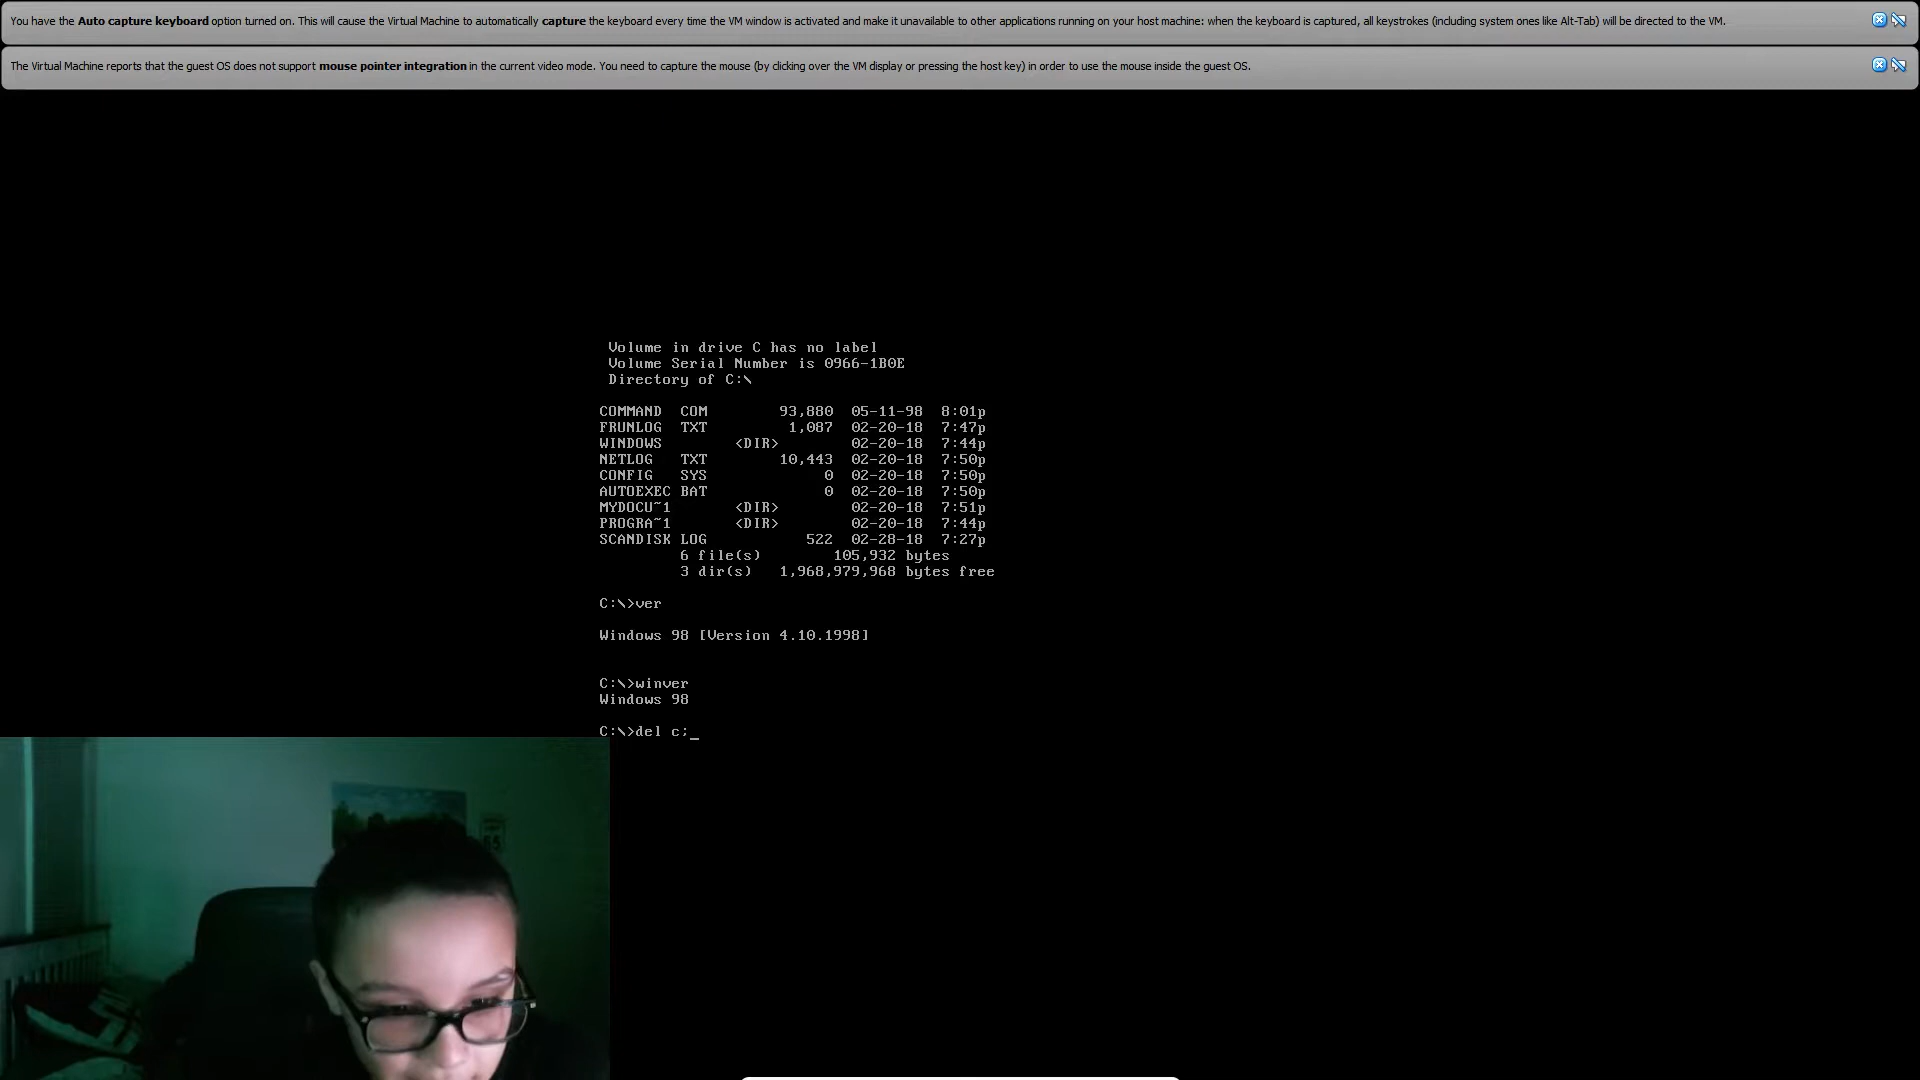 You have the Auto capture keyboard option turned on. This will cause the Virtual Machine to automatically capture the keyboard every time the VM window is activated and make it unavailable to other applications running on your host machine: when the keyboard is captured, all keystrokes (including system ones like Alt-Tab) will be directed to the VM.
The Virtual Machine reports that the guest OS does not support mouse pointer integration in the current video mode. You need to capture the mouse (by clicking over the VM display or pressing the host key) in order to use the mouse inside the guest OS.
Volume in drive C has no label
Volume Serial Number is 0966-1B0E
Directory of C:\
COMMAND COM 93,880 05-11-98 8:01p
FRUNLOG TXT 1,087 02-20-18 7:47p
WINDOWS <DIR> 02-20-18 7:44p
NETLOG TXT 10,443 02-20-18 7:50p
CONFIG SYS 0 02-20-18 7:50p
AUTOEXEC BAT 0 02-20-18 7:50p
MYDOCU~1 <DIR> 02-20-18 7:51p
PROGRA~1 <DIR> 02-20-18 7:44p
SCANDISK LOG 522 02-28-18 7:27p
6 file(s) 105,932 bytes
3 dir(s) 1,968,979,968 bytes free
C:\>ver
Windows 98 [Version 4.10.1998]
C:\>winver
Windows 98
C:\>del c;_